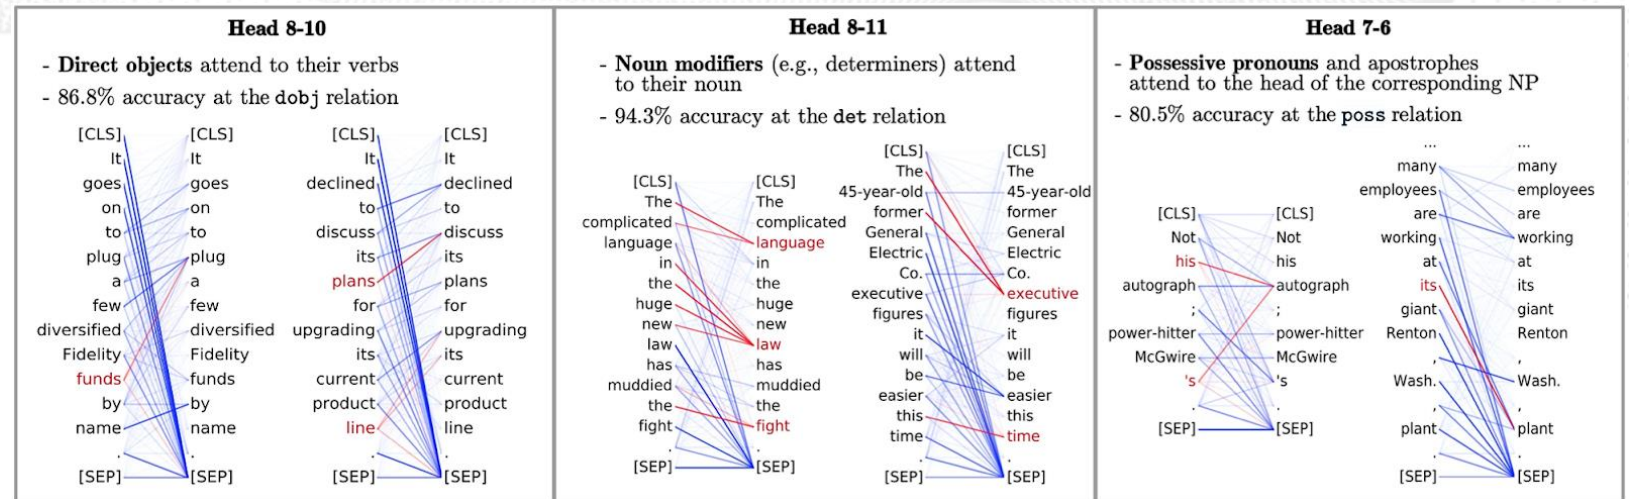 Head 8-10
- Direct objects attend to their verbs
- 86.8% accuracy at the dobj relation
[CLS] [CLS]
It It
goes goes
on on
to to
plug plug
a a
few few
diversified diversified
Fidelity Fidelity
funds funds
by by
name name
. .
[SEP] [SEP]
[CLS] [CLS]
It It
declined declined
to to
discuss discuss
its its
plans plans
for for
upgrading upgrading
its its
current current
product product
line line
. .
[SEP] [SEP]
Head 8-11
- Noun modifiers (e.g., determiners) attend
to their noun
- 94.3% accuracy at the det relation
[CLS] [CLS]
The The
complicated complicated
language language
in in
the the
huge huge
new new
law law
has has
muddied muddied
the the
fight fight
. .
[SEP] [SEP]
[CLS] [CLS]
The The
45-year-old 45-year-old
former former
General General
Electric Electric
Co. Co.
executive executive
figures figures
it it
will will
be be
easier easier
this this
time time
. .
[SEP] [SEP]
Head 7-6
- Possessive pronouns and apostrophes
attend to the head of the corresponding NP
- 80.5% accuracy at the poss relation
[CLS] [CLS]
Not Not
his his
autograph autograph
; ;
power-hitter power-hitter
McGwire McGwire
's 's
. .
[SEP] [SEP]
... ...
many many
employees employees
are are
working working
at at
its its
giant giant
Renton Renton
, ,
Wash. Wash.
, ,
plant plant
. .
[SEP] [SEP]